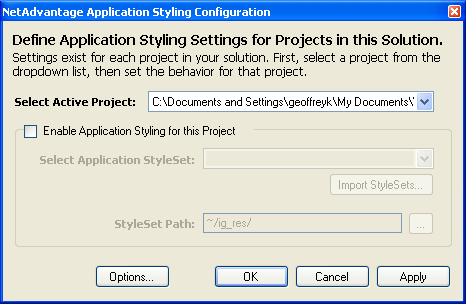 NetAdvantage Application Styling Configuration
Define Application Styling Settings for Projects in this Solution.
Settings exist for each project in your solution. First, select a project from the
dropdown list, then set the behavior for that project.
Select Active Project: C:\Documents and Settings\geoffreyk\My Documents\
Enable Application Styling for this Project
Select Application StyleSet:
Import StyleSets...
StyleSet Path: ~/ig_res/ ...
Options... OK Cancel Apply